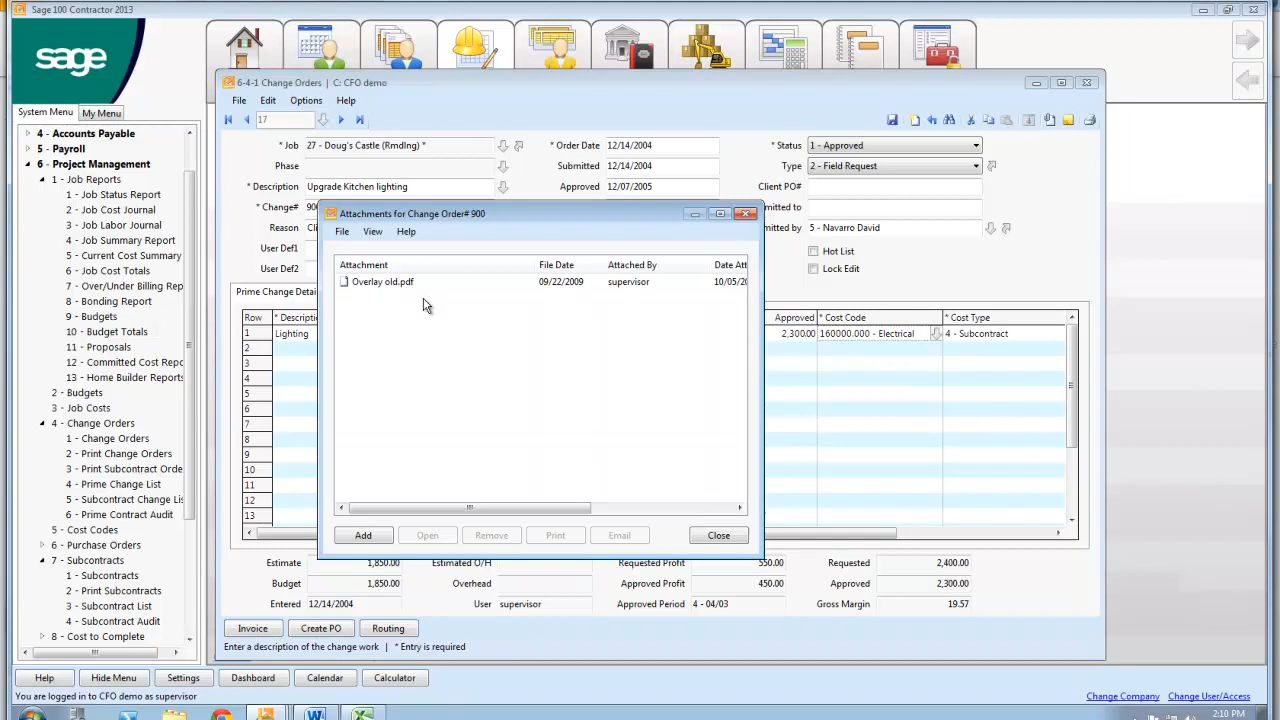 Sage 100 Contractor 2013
sage
System Menu
My Menu
4 - Accounts Payable
5 - Payroll
6 - Project Management
1 - Job Reports
1 - Job Status Report
2 - Job Cost Journal
3 - Job Labor Journal
4 - Job Summary Report
5 - Current Cost Summary
6 - Job Cost Totals
7 - Over/Under Billing Rep
8 - Bonding Report
9 - Budgets
10 - Budget Totals
11 - Proposals
12 - Committed Cost Repo
13 - Home Builder Reports
2 - Budgets
3 - Job Costs
4 - Change Orders
1 - Change Orders
2 - Print Change Orders
3 - Print Subcontract Orde
4 - Prime Change List
5 - Subcontract Change Lis
6 - Prime Contract Audit
5 - Cost Codes
6 - Purchase Orders
7 - Subcontracts
1 - Subcontracts
2 - Print Subcontracts
3 - Subcontract List
4 - Subcontract Audit
8 - Cost to Complete
6-4-1 Change Orders | C: CFO demo
File Edit Options Help
17
* Job 27 - Doug's Castle (Rmdlng) *
* Order Date 12/14/2004
* Status 1 - Approved
Phase
Submitted 12/14/2004
Type 2 - Field Request
* Description Upgrade Kitchen lighting
Approved 12/07/2005
Client PO#
* Change# 900
mitted to
Reason Cli
mitted by 5 - Navarro David
User Def1
Hot List
User Def2
Lock Edit
Prime Change Detai
Row * Descripti Approved * Cost Code * Cost Type
1 Lighting 2,300.00 160000.000 - Electrical 4 - Subcontract
2
3
4
5
6
7
8
9
10
11
12
13
Attachments for Change Order# 900
File View Help
Attachment File Date Attached By Date Att
Overlay old.pdf 09/22/2009 supervisor 10/05/20
Add Open Remove Print Email Close
Estimate 1,850.00 Estimated O/H Requested Profit 550.00 Requested 2,400.00
Budget 1,850.00 Overhead Approved Profit 450.00 Approved 2,300.00
Entered 12/14/2004 User supervisor Approved Period 4 - 04/03 Gross Margin 19.57
Invoice Create PO Routing
Enter a description of the change work | * Entry is required
Help Hide Menu Settings Dashboard Calendar Calculator
You are logged in to CFO demo as supervisor
Change Company Change User/Access
2:10 PM